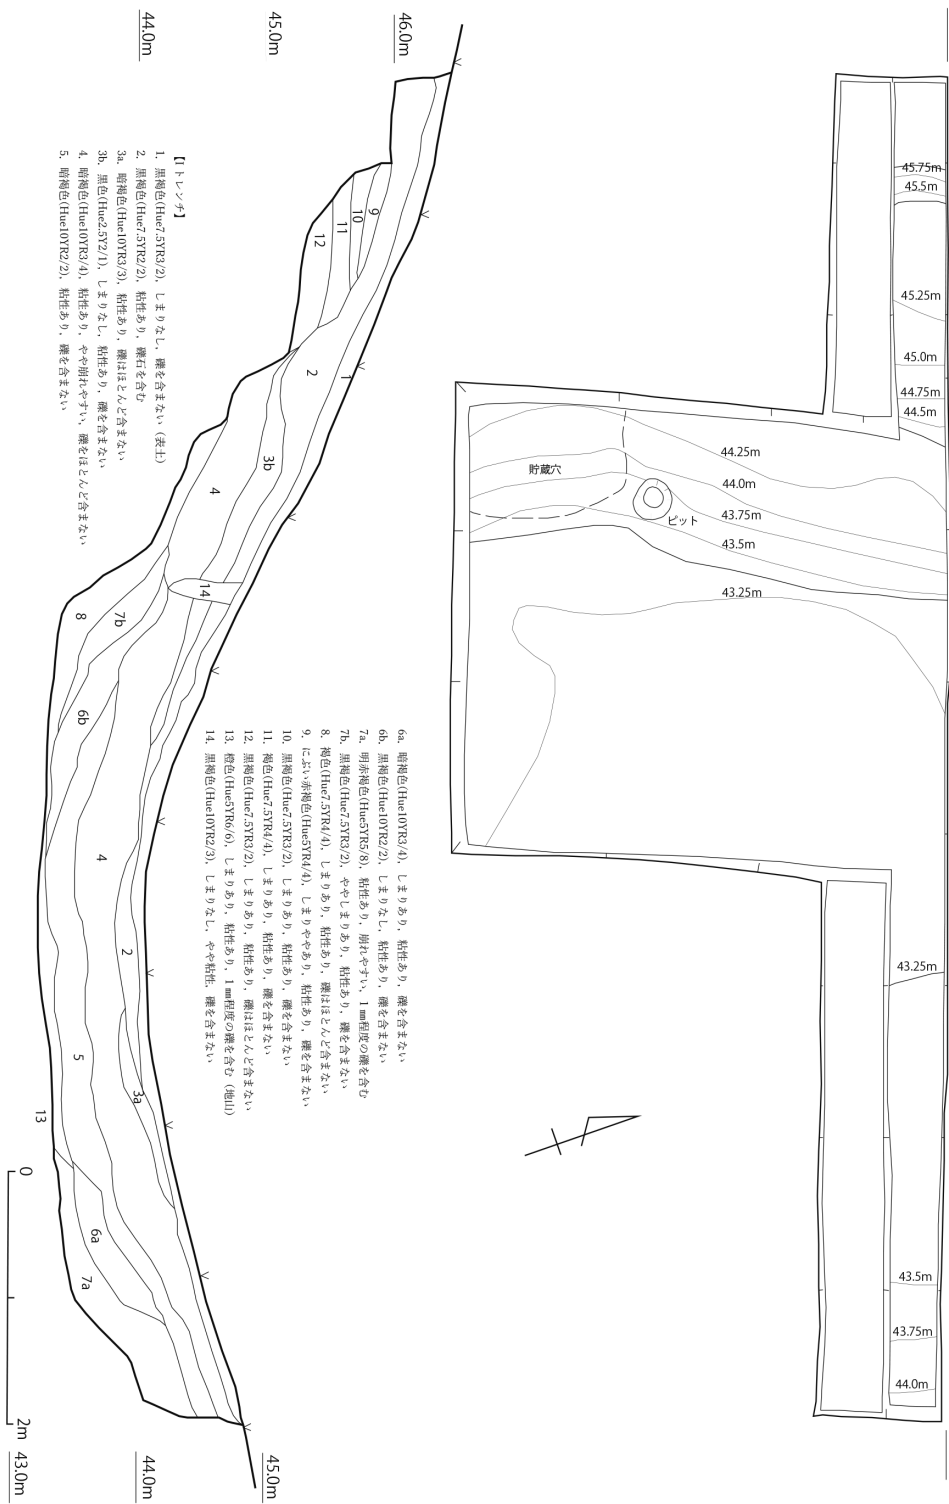 44.0m
45.0m
46.0m
【Iトレンチ】
1．黒褐色(Hue7.5YR3/2)，しまりなし，礫を含まない（表土）
2．黒褐色(Hue7.5YR2/2)，粘性あり，礫石を含む
3a．暗褐色(Hue10YR3/3)，粘性あり，礫はほとんど含まない
3b．黒色(Hue2.5Y2/1)，しまりなし，粘性あり，礫を含まない
4．暗褐色(Hue10YR3/4)，粘性あり，やや崩れやすい，礫をほとんど含まない
5．暗褐色(Hue10YR2/2)，粘性あり，礫を含まない
6a．暗褐色(Hue10YR3/4)，しまりあり，粘性あり，礫を含まない
6b．黒褐色(Hue10YR2/2)，しまりなし，粘性あり，礫を含まない
7a．明赤褐色(Hue5YR5/8)，粘性あり，崩れやすい，1㎜程度の礫を含む
7b．黒褐色(Hue7.5YR3/2)，ややしまりあり，粘性あり，礫を含まない
8．褐色(Hue7.5YR4/4)，しまりあり，粘性あり，礫はほとんど含まない
9．にぶい赤褐色(Hue5YR4/4)，しまりややあり，粘性あり，礫を含まない
10．黒褐色(Hue7.5YR3/2)，しまりあり，粘性あり，礫を含まない
11．褐色(Hue7.5YR4/4)，しまりあり，粘性あり，礫を含まない
12．黒褐色(Hue7.5YR3/2)，しまりあり，粘性あり，礫はほとんど含まない
13．橙色(Hue5YR6/6)，しまりあり，粘性あり，1㎜程度の礫を含む（地山）
14．黒褐色(Hue10YR2/3)，しまりなし，やや粘性，礫を含まない
9
10
11
12
1
2
3b
4
14
7b
8
6b
4
2
5
3a
13
6a
7a
0
2m
43.0m
44.0m
45.0m
45.75m
45.5m
45.25m
45.0m
44.75m
44.5m
44.25m
44.0m
43.75m
43.5m
43.25m
貯蔵穴
ピット
43.25m
43.5m
43.75m
44.0m